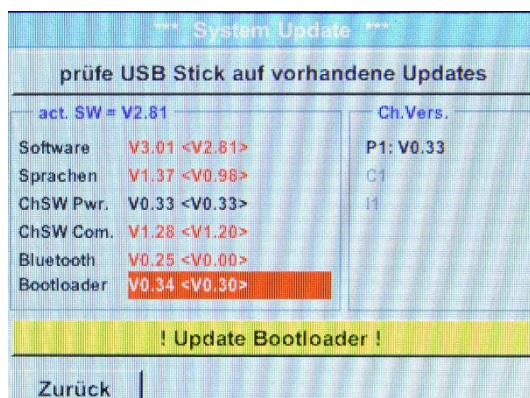 *** System Update ***
prüfe USB Stick auf vorhandene Updates
act. SW = V2.81
Ch.Vers.
Software V3.01 <V2.81>
P1: V0.33
Sprachen V1.37 <V0.98>
C1
ChSW Pwr. V0.33 <V0.33>
I1
ChSW Com. V1.28 <V1.20>
Bluetooth V0.25 <V0.00>
Bootloader V0.34 <V0.30>
! Update Bootloader !
Zurück